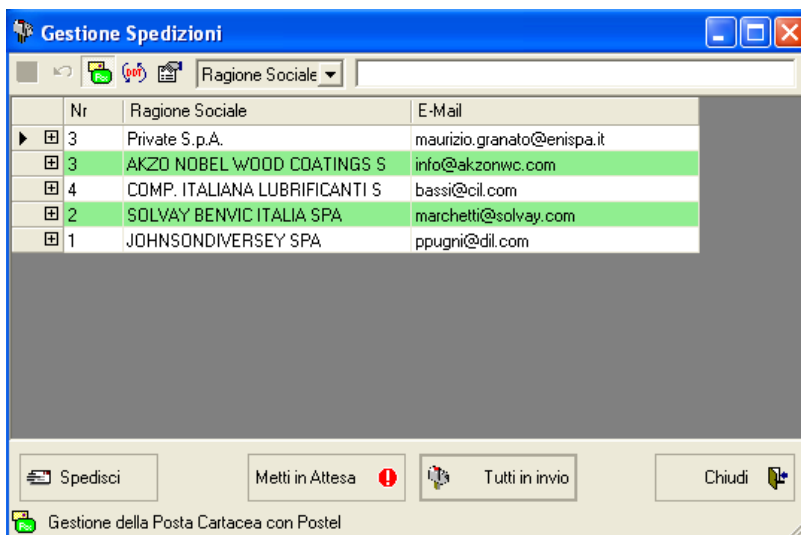 Gestione Spedizioni
Ragione Sociale
Nr Ragione Sociale E-Mail
3 Private S.p.A. maurizio.granato@enispa.it
3 AKZO NOBEL WOOD COATINGS S info@akzonwc.com
4 COMP. ITALIANA LUBRIFICANTI S bassi@cil.com
2 SOLVAY BENVIC ITALIA SPA marchetti@solvay.com
1 JOHNSONDIVERSEY SPA ppugni@dil.com
Spedisci Metti in Attesa Tutti in invio Chiudi
Gestione della Posta Cartacea con Postel